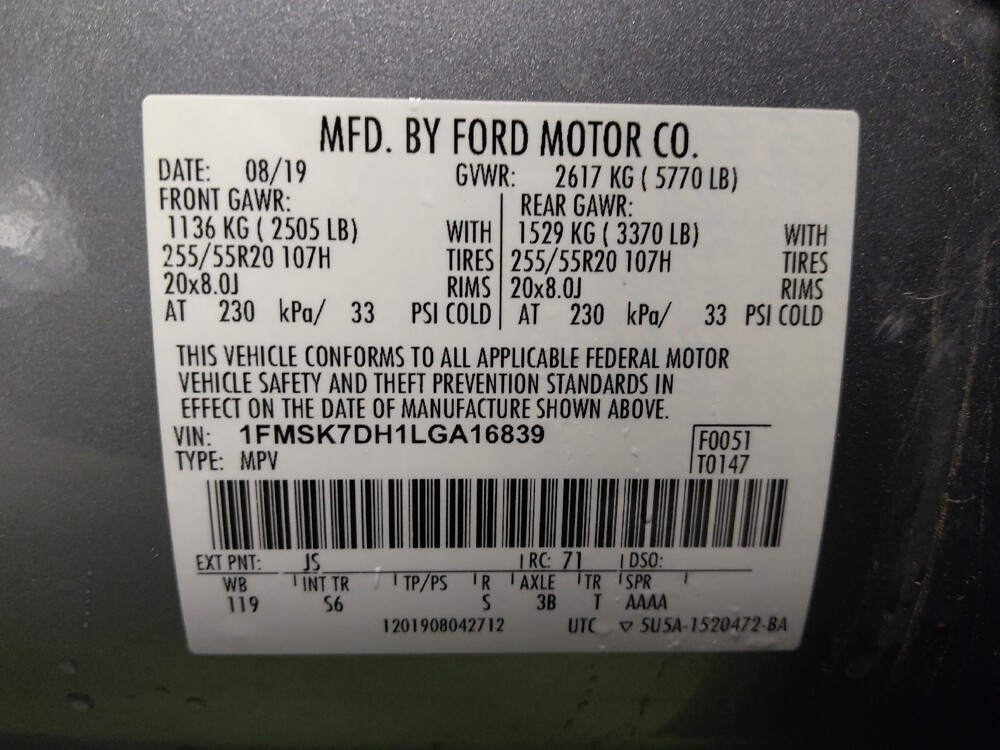 MFD. BY FORD MOTOR CO.
DATE: 08/19 GVWR: 2617 KG ( 5770 LB)
FRONT GAWR: REAR GAWR:
1136 KG ( 2505 LB) WITH 1529 KG ( 3370 LB) WITH
255/55R20 107H TIRES 255/55R20 107H TIRES
20x8.0J RIMS 20x8.0J RIMS
AT 230 kPa/ 33 PSI COLD AT 230 kPa/ 33 PSI COLD
THIS VEHICLE CONFORMS TO ALL APPLICABLE FEDERAL MOTOR
VEHICLE SAFETY AND THEFT PREVENTION STANDARDS IN
EFFECT ON THE DATE OF MANUFACTURE SHOWN ABOVE.
VIN: 1FMSK7DH1LGA16839 F0051
TYPE: MPV T0147
EXT PNT: JS RC: 71 DSO:
WB INT TR TP/PS R AXLE TR SPR
119 S6 S 3B T AAAA
1201908042712 UTC ▽ 5U5A-1520472-BA